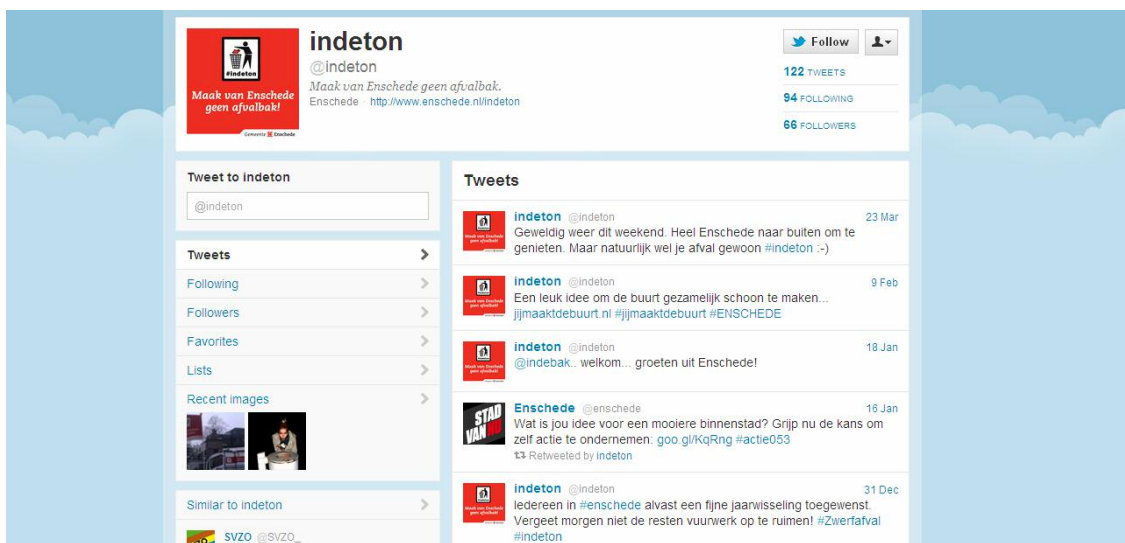 #indeton
Maak van Enschede
geen afvalbak!
Gemeente Enschede
indeton
@indeton
Maak van Enschede geen afvalbak.
Enschede · http://www.enschede.nl/indeton
Follow
122 TWEETS
94 FOLLOWING
66 FOLLOWERS
Tweet to indeton
@indeton
Tweets
Following
Followers
Favorites
Lists
Recent images
Similar to indeton
SVZO @SVZO_
Tweets
indeton @indeton 23 Mar
Geweldig weer dit weekend. Heel Enschede naar buiten om te
genieten. Maar natuurlijk wel je afval gewoon #indeton :-)
indeton @indeton 9 Feb
Een leuk idee om de buurt gezamelijk schoon te maken...
jijmaaktdebuurt.nl #jijmaaktdebuurt #ENSCHEDE
indeton @indeton 18 Jan
@indebak.. welkom... groeten uit Enschede!
STAD
VAN NU
Enschede @enschede 16 Jan
Wat is jou idee voor een mooiere binnenstad? Grijp nu de kans om
zelf actie te ondernemen: goo.gl/KqRng #actie053
Retweeted by indeton
indeton @indeton 31 Dec
Iedereen in #enschede alvast een fijne jaarwisseling toegewenst.
Vergeet morgen niet de resten vuurwerk op te ruimen! #Zwerfafval
#indeton